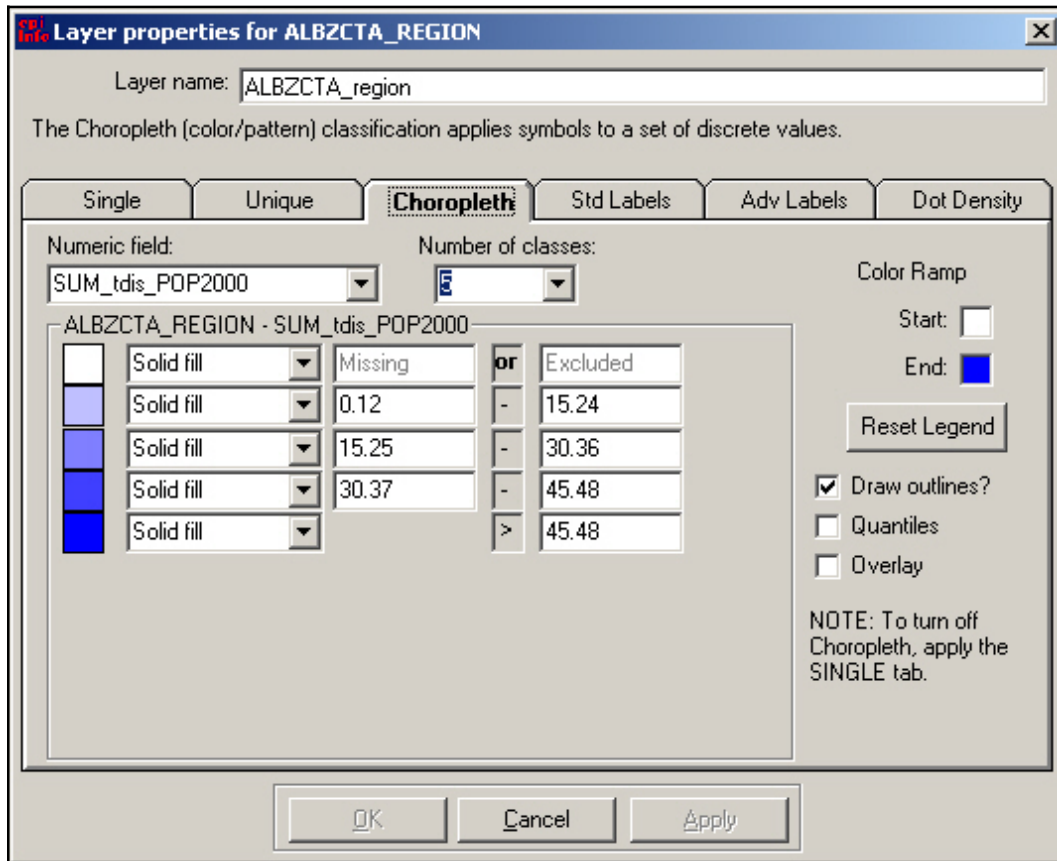 epi info Layer properties for ALBZCTA_REGION
Layer name: ALBZCTA_region
The Choropleth (color/pattern) classification applies symbols to a set of discrete values.
Single Unique Choropleth Std Labels Adv Labels Dot Density
Numeric field: Number of classes:
SUM_tdis_POP2000 5
Color Ramp
Start:
End:
Reset Legend
Draw outlines?
Quantiles
Overlay
NOTE: To turn off
Choropleth, apply the
SINGLE tab.
ALBZCTA_REGION - SUM_tdis_POP2000
Solid fill Missing or Excluded
Solid fill 0.12 - 15.24
Solid fill 15.25 - 30.36
Solid fill 30.37 - 45.48
Solid fill > 45.48
OK Cancel Apply